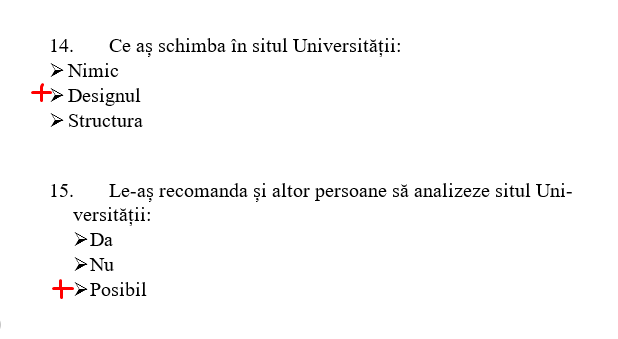 14. Ce aș schimba în situl Universității:
➢ Nimic
➢ Designul
➢ Structura
15. Le-aș recomanda și altor persoane să analizeze situl Uni-
versității:
➢ Da
➢ Nu
➢ Posibil